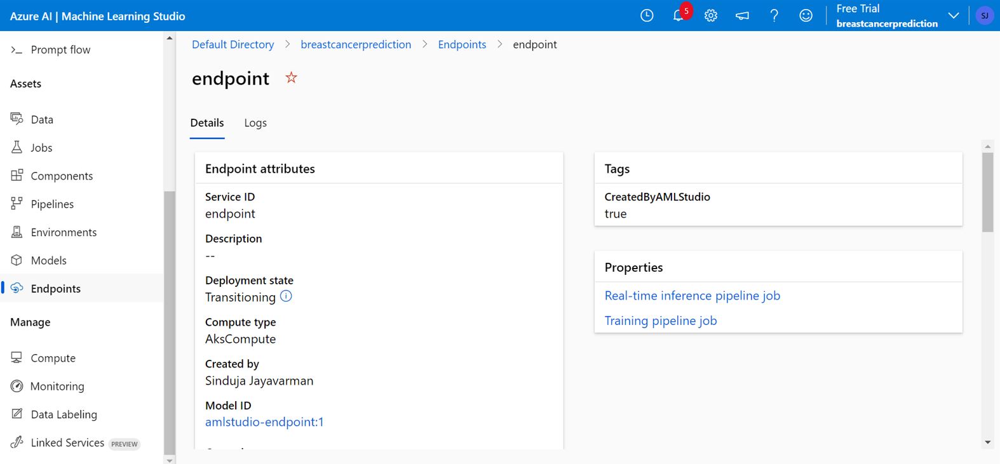 Azure AI | Machine Learning Studio
5
Free Trial
breastcancerprediction
SJ
Prompt flow
Assets
Data
Jobs
Components
Pipelines
Environments
Models
Endpoints
Manage
Compute
Monitoring
Data Labeling
Linked Services PREVIEW
Default Directory > breastcancerprediction > Endpoints > endpoint
endpoint
Details Logs
Endpoint attributes
Service ID
endpoint
Description
--
Deployment state
Transitioning
Compute type
AksCompute
Created by
Sinduja Jayavarman
Model ID
amlstudio-endpoint:1
Tags
CreatedByAMLStudio
true
Properties
Real-time inference pipeline job
Training pipeline job